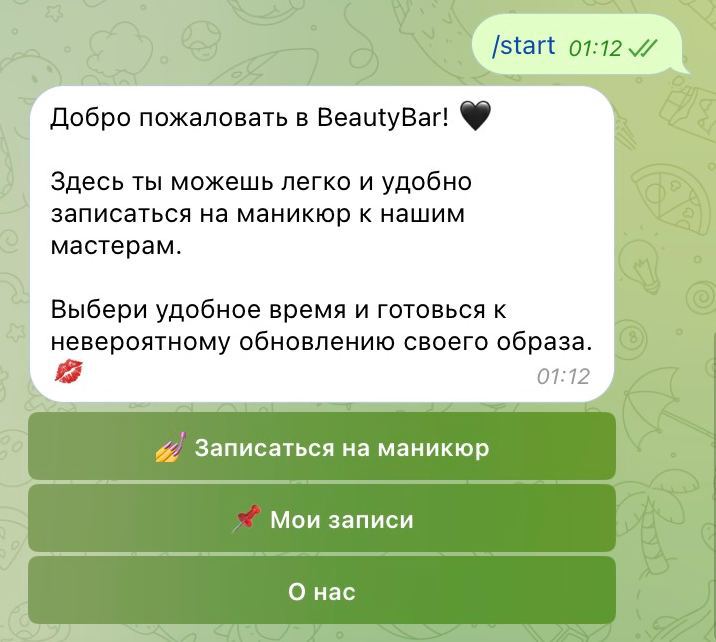 /start 01:12
Добро пожаловать в BeautyBar! 🖤
Здесь ты можешь легко и удобно
записаться на маникюр к нашим
мастерам.
Выбери удобное время и готовься к
невероятному обновлению своего образа.
💋 01:12
💅 Записаться на маникюр
📌 Мои записи
О нас